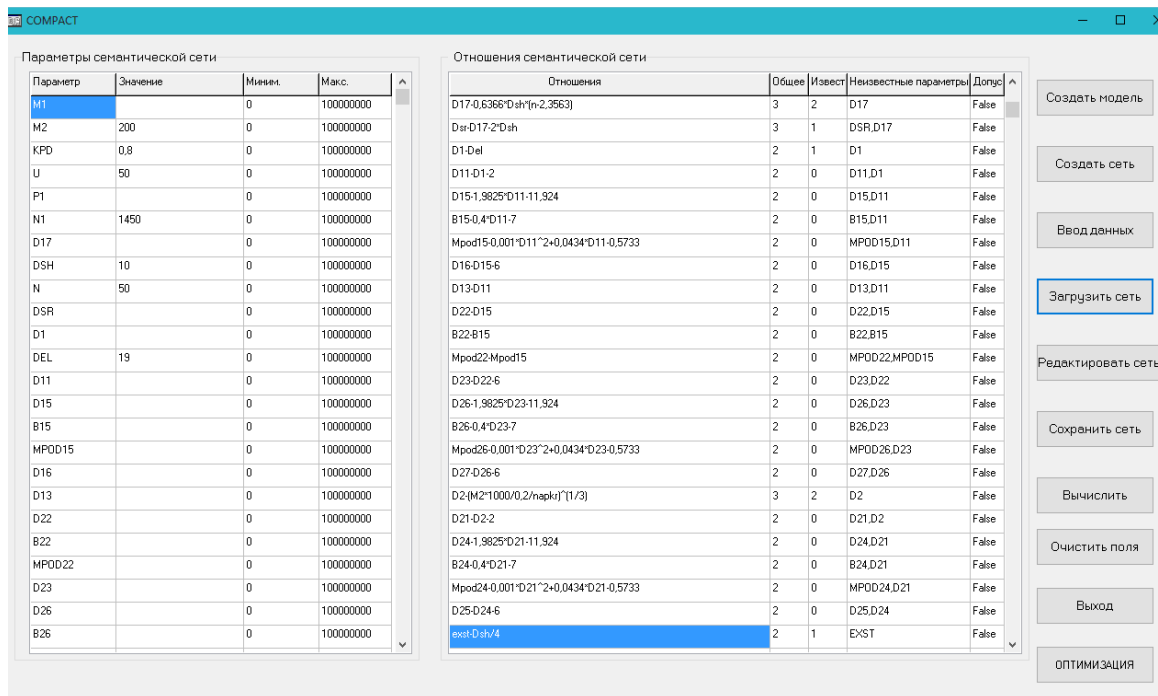 COMPACT
Параметры семантической сети
Параметр Значение Миним. Макс.
M1 0 100000000
M2 200 0 100000000
KPD 0,8 0 100000000
U 50 0 100000000
P1 0 100000000
N1 1450 0 100000000
D17 0 100000000
DSH 10 0 100000000
N 50 0 100000000
DSR 0 100000000
D1 0 100000000
DEL 19 0 100000000
D11 0 100000000
D15 0 100000000
B15 0 100000000
MPOD15 0 100000000
D16 0 100000000
D13 0 100000000
D22 0 100000000
B22 0 100000000
MPOD22 0 100000000
D23 0 100000000
D26 0 100000000
B26 0 100000000
Отношения семантической сети
Отношения Общее Извест Неизвестные параметры Допус
D17-0,6366*Dsh*(n-2,3563) 3 2 D17 False
Dsr-D17-2*Dsh 3 1 DSR,D17 False
D1-Del 2 1 D1 False
D11-D1-2 2 0 D11,D1 False
D15-1,9825*D11-11,924 2 0 D15,D11 False
B15-0,4*D11-7 2 0 B15,D11 False
Mpod15-0,001*D11^2+0,0434*D11-0,5733 2 0 MPOD15,D11 False
D16-D15-6 2 0 D16,D15 False
D13-D11 2 0 D13,D11 False
D22-D15 2 0 D22,D15 False
B22-B15 2 0 B22,B15 False
Mpod22-Mpod15 2 0 MPOD22,MPOD15 False
D23-D22-6 2 0 D23,D22 False
D26-1,9825*D23-11,924 2 0 D26,D23 False
B26-0,4*D23-7 2 0 B26,D23 False
Mpod26-0,001*D23^2+0,0434*D23-0,5733 2 0 MPOD26,D23 False
D27-D26-6 2 0 D27,D26 False
D2-(M2*1000/0,2/napkr)^(1/3) 3 2 D2 False
D21-D2-2 2 0 D21,D2 False
D24-1,9825*D21-11,924 2 0 D24,D21 False
B24-0,4*D21-7 2 0 B24,D21 False
Mpod24-0,001*D21^2+0,0434*D21-0,5733 2 0 MPOD24,D21 False
D25-D24-6 2 0 D25,D24 False
exst-Dsh/4 2 1 EXST False
Создать модель
Создать сеть
Ввод данных
Загрузить сеть
Редактировать сеть
Сохранить сеть
Вычислить
Очистить поля
Выход
ОПТИМИЗАЦИЯ